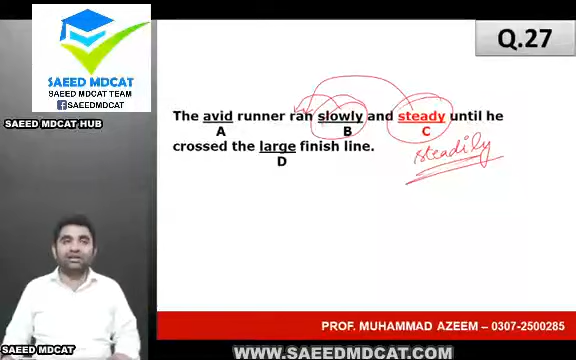 SAEED MDCAT
SAEED MDCAT TEAM
f SAEEDMDCAT
SAEED MDCAT HUB
Q.27
The avid runner ran slowly and steady until he
A B C
crossed the large finish line.
D
steadily
SAEED MDCAT
PROF. MUHAMMAD AZEEM – 0307-2500285
WWW.SAEEDMDCAT.COM